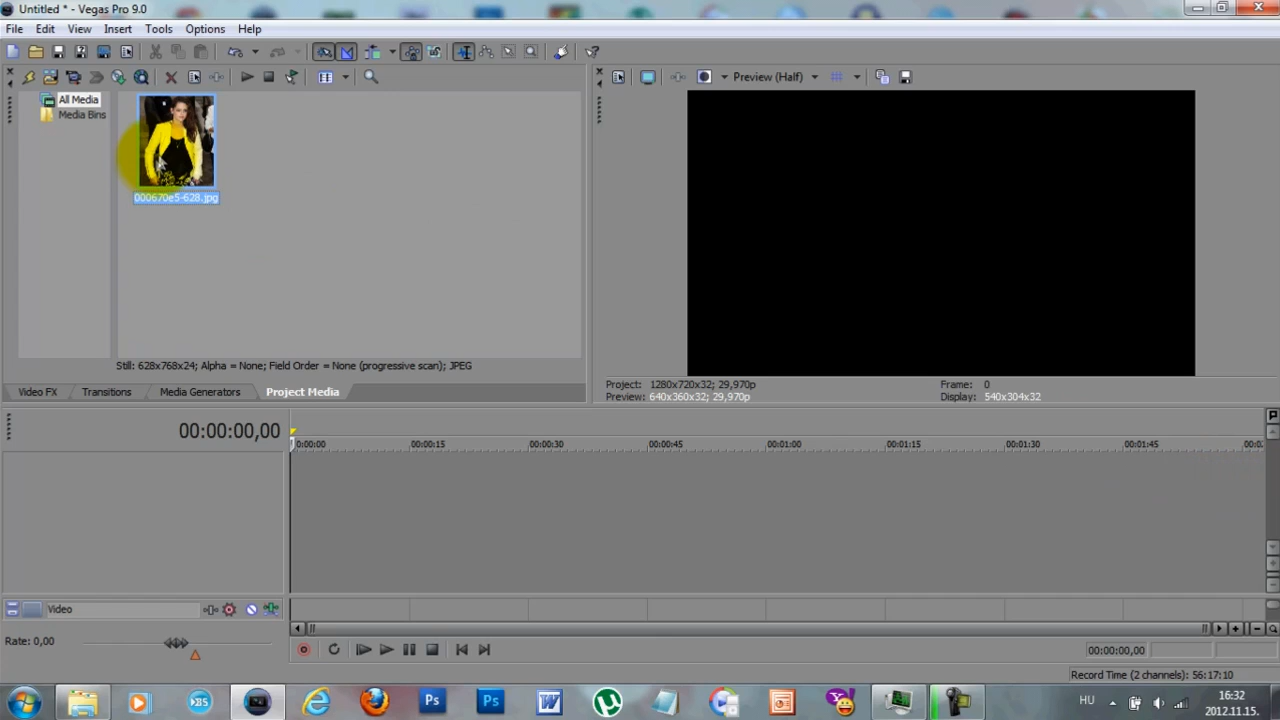 Untitled * - Vegas Pro 9.0
File Edit View Insert Tools Options Help
Preview (Half)
All Media
Media Bins
000670e5-628.jpg
Still: 628x768x24; Alpha = None; Field Order = None (progressive scan); JPEG
Video FX Transitions Media Generators Project Media
Project: 1280x720x32; 29,970p
Preview: 640x360x32; 29,970p
Frame: 0
Display: 540x304x32
00:00:00,00
0:00:00 00:00:15 00:00:30 00:00:45 00:01:00 00:01:15 00:01:30 00:01:45
Video
Rate: 0,00
00:00:00,00
Record Time (2 channels): 56:17:10
BS
Ps
Ps
W
HU
16:32
2012.11.15.